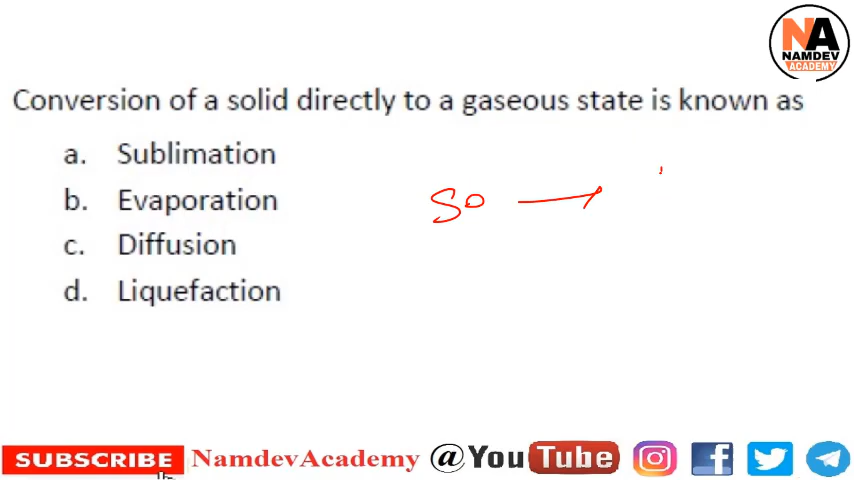 NA
NAMDEV
ACADEMY
Conversion of a solid directly to a gaseous state is known as
a. Sublimation
b. Evaporation
c. Diffusion
d. Liquefaction
So
SUBSCRIBE NamdevAcademy @YouTube